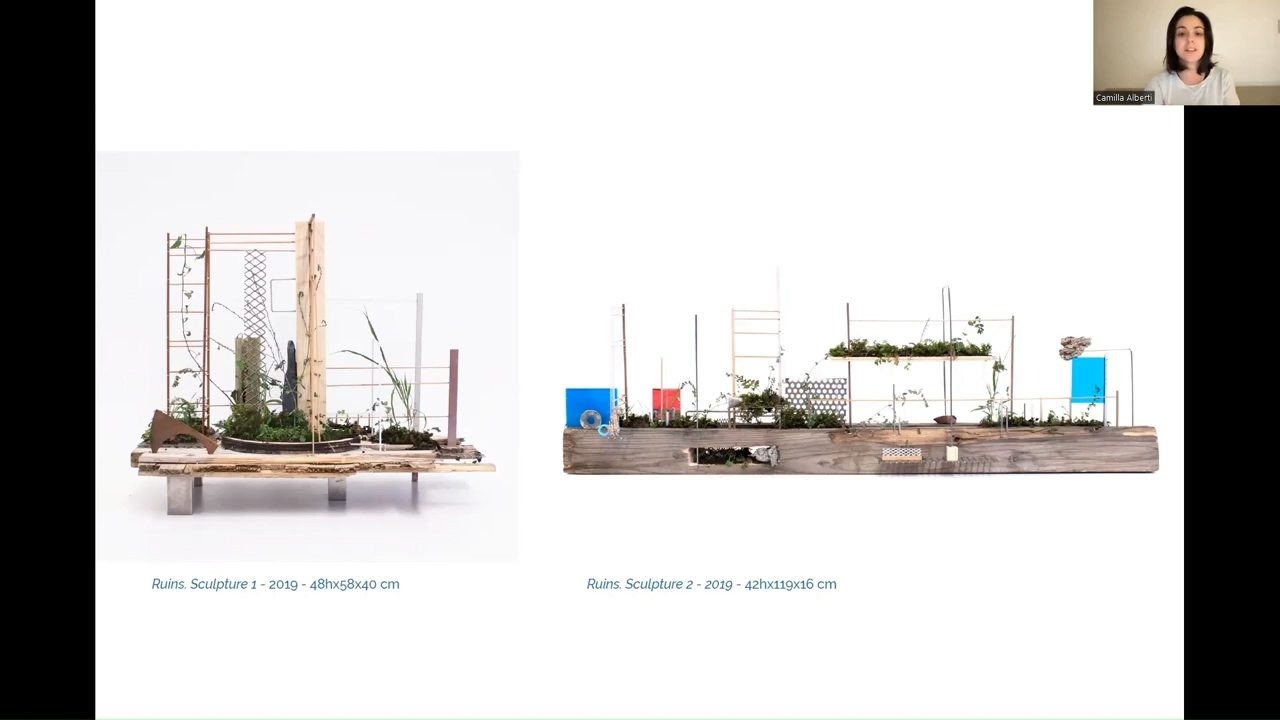 Camilla Alberti
Ruins. Sculpture 1 - 2019 - 48hx58x40 cm
Ruins. Sculpture 2 - 2019 - 42hx119x16 cm